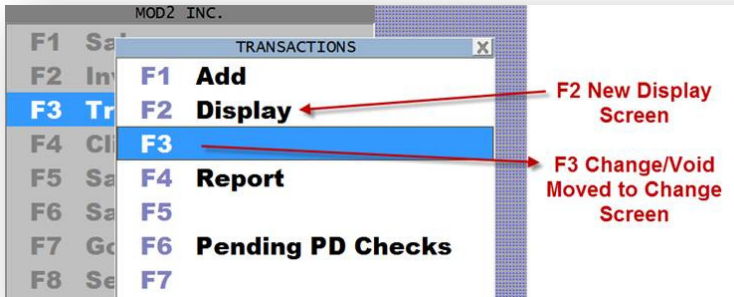 MOD2 INC.
F1
F2
F3
F4
F5
F6
F7
F8
TRANSACTIONS X
F1 Add
F2 Display
F3
F4 Report
F5
F6 Pending PD Checks
F7
F2 New Display
Screen
F3 Change/Void
Moved to Change
Screen